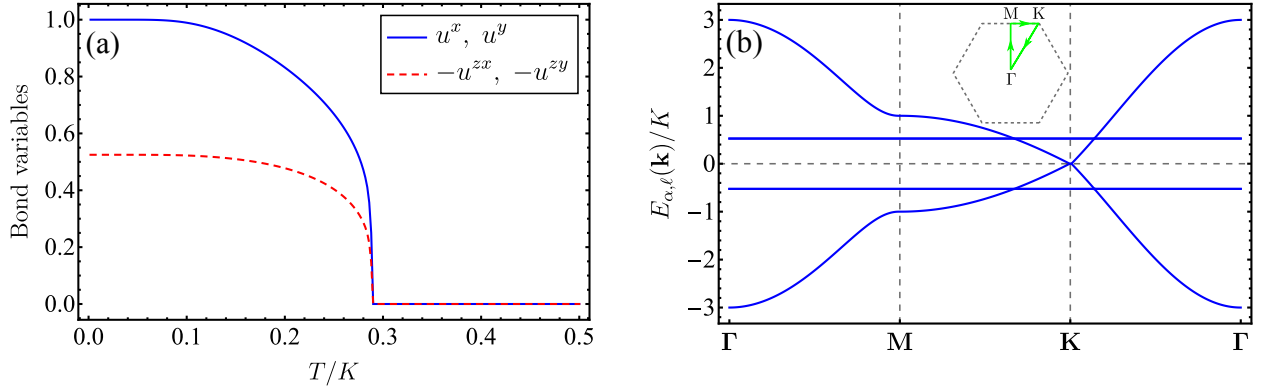 (a)
u^x, u^y
−u^{zx}, −u^{zy}
Bond variables
1.0
0.8
0.6
0.4
0.2
0.0
0.0 0.1 0.2 0.3 0.4 0.5
T/K
(b)
M K
Γ
E_{α,ℓ}(k)/K
3
2
1
0
-1
-2
-3
Γ M K Γ